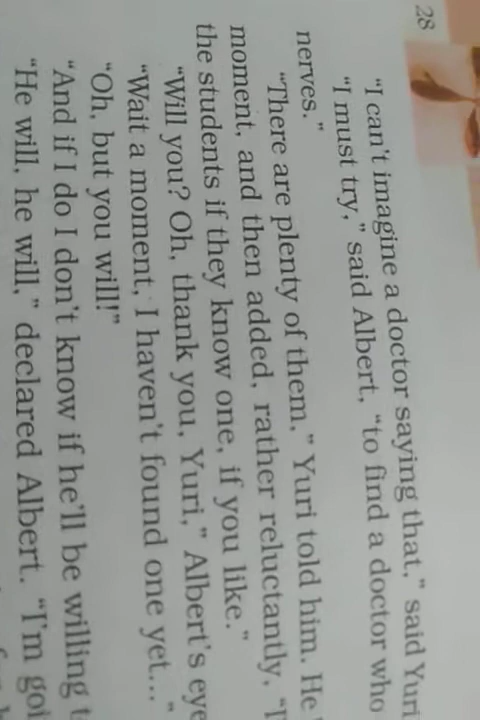 28
“I can't imagine a doctor saying that,” said Yuri
“I must try,” said Albert, “to find a doctor who
nerves.”
“There are plenty of them,” Yuri told him. He
moment, and then added, rather reluctantly, “I
the students if they know one, if you like.”
“Will you? Oh, thank you, Yuri,” Albert's eye
“Wait a moment, I haven't found one yet...”
“Oh, but you will!”
“And if I do I don't know if he'll be willing t
“He will, he will,” declared Albert. “I'm goi